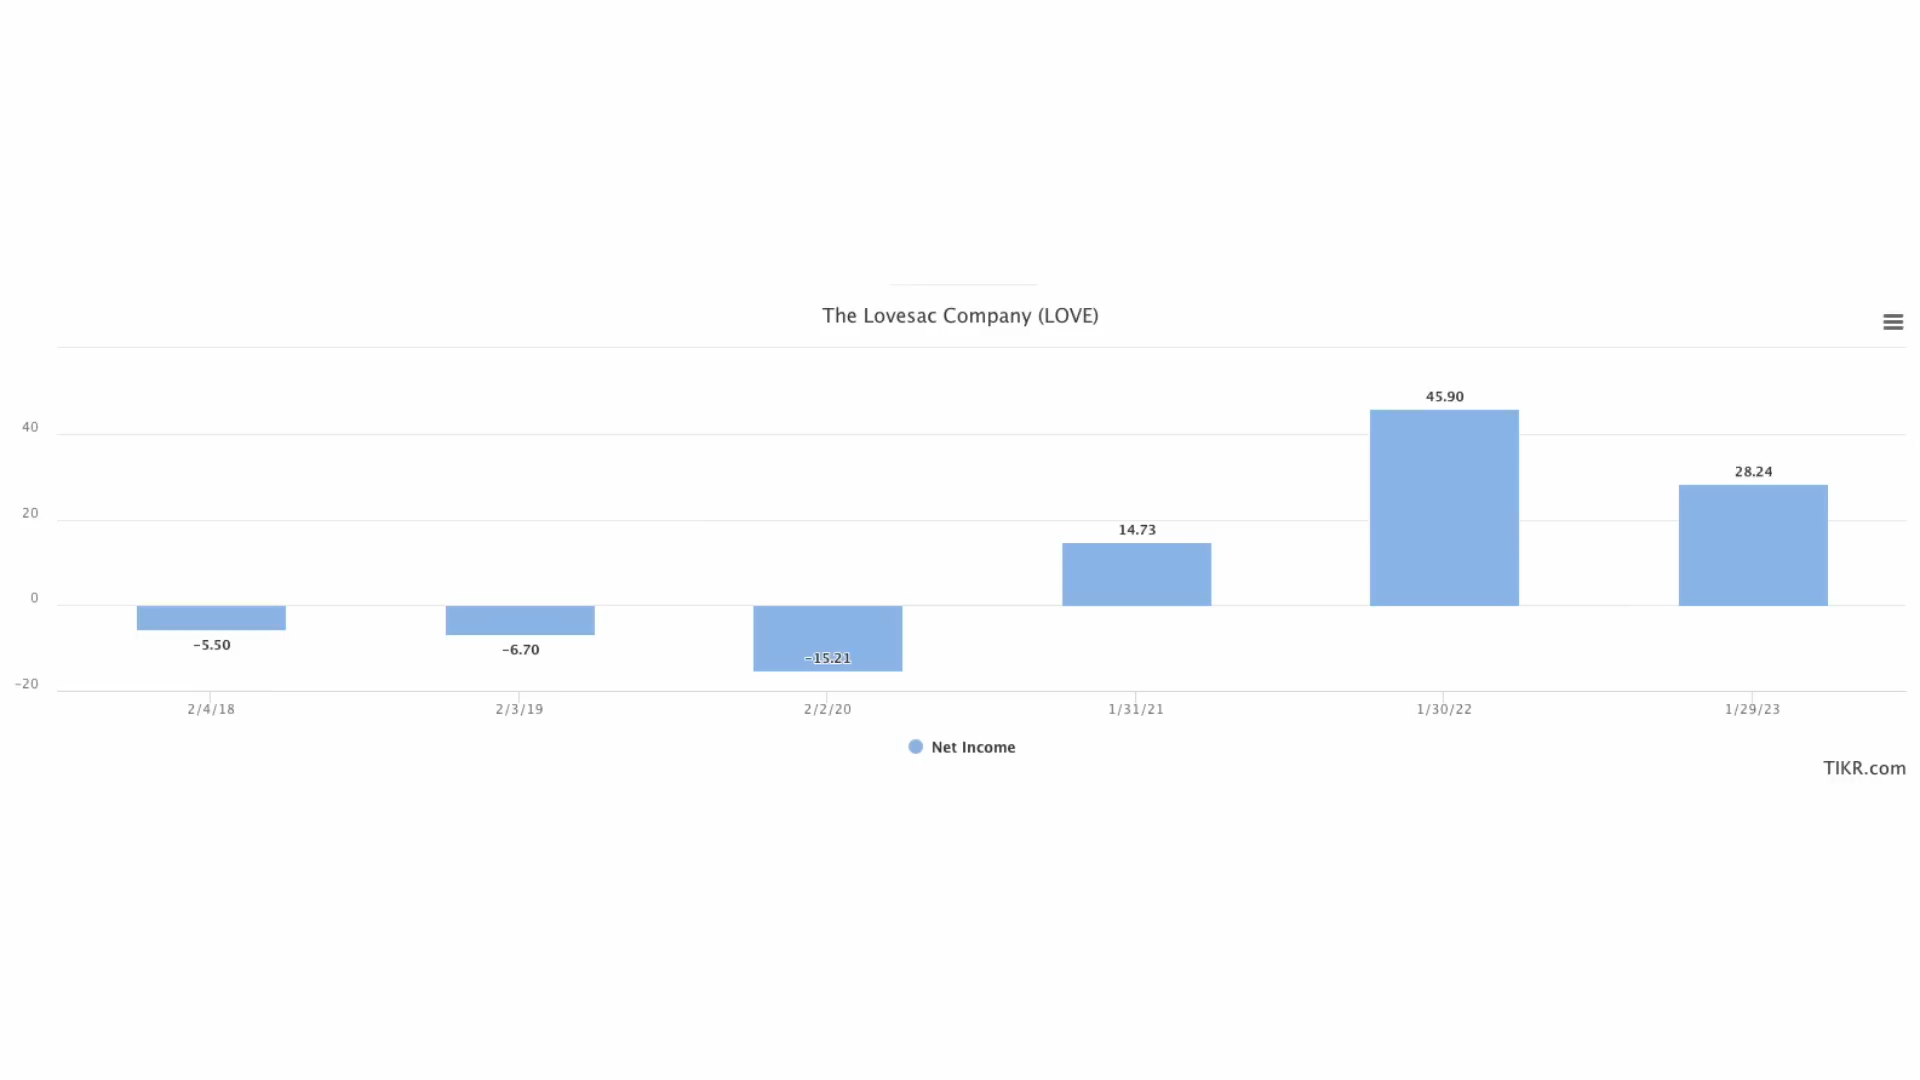 The Lovesac Company (LOVE)
45.90
40
28.24
20
14.73
0
−5.50
−6.70
−15.21
−20
2/4/18 2/3/19 2/2/20 1/31/21 1/30/22 1/29/23
Net Income
TIKR.com